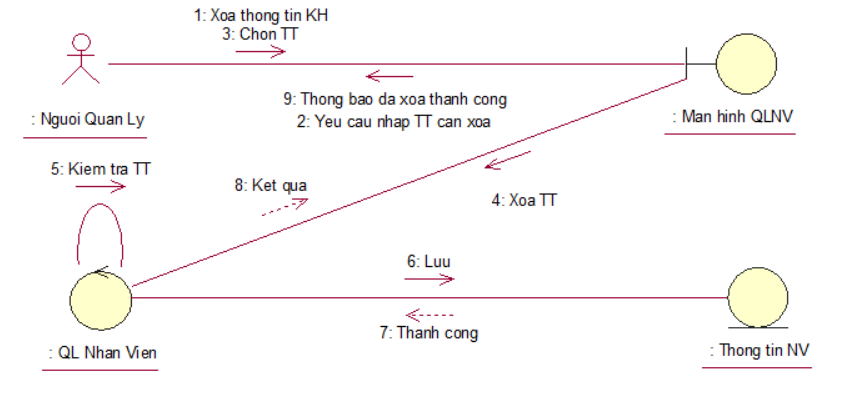 1: Xoa thong tin KH
3: Chon TT
9: Thong bao da xoa thanh cong
2: Yeu cau nhap TT can xoa
: Nguoi Quan Ly
: Man hinh QLNV
5: Kiem tra TT
8: Ket qua
4: Xoa TT
6: Luu
7: Thanh cong
: QL Nhan Vien
: Thong tin NV